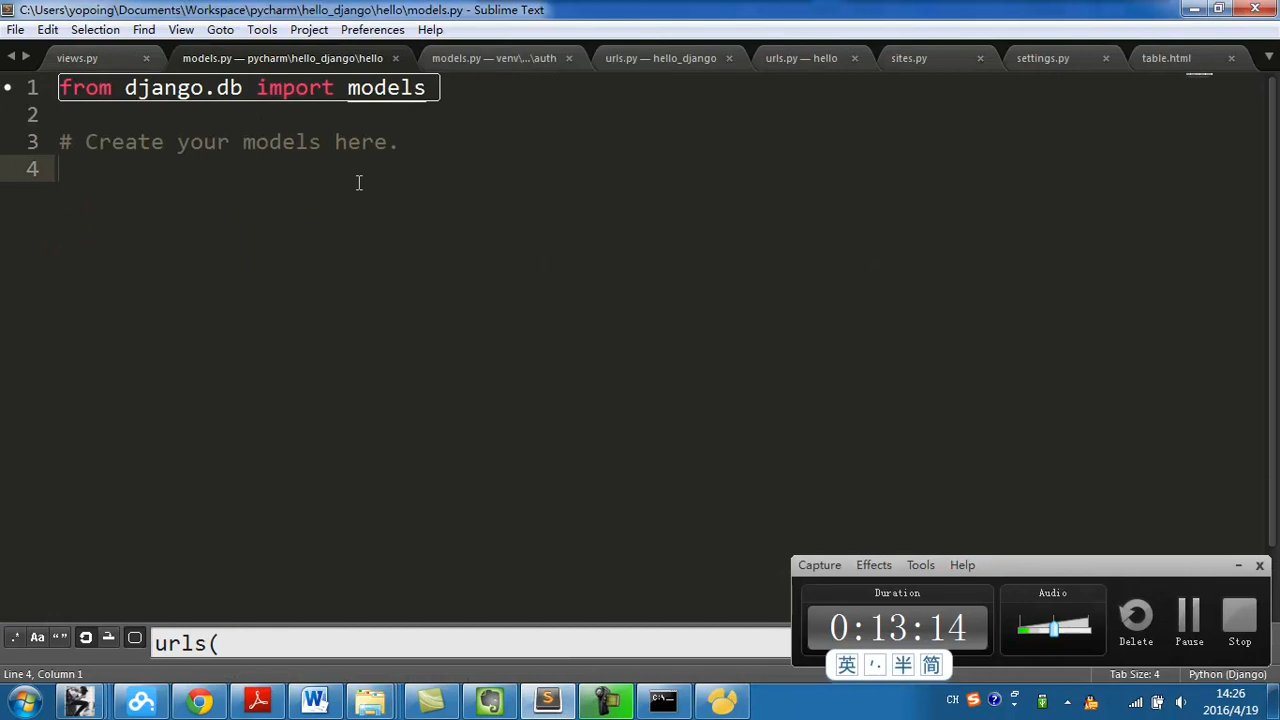 C:\Users\yopoing\Documents\Workspace\pycharm\hello_django\hello\models.py - Sublime Text
File Edit Selection Find View Goto Tools Project Preferences Help
views.py × models.py — pycharm\hello_django\hello × models.py — venv\...\auth × urls.py — hello_django × urls.py — hello × sites.py × settings.py × table.html ×
1 from django.db import models
2
3 # Create your models here.
4
Capture Effects Tools Help
Duration Audio
0:13:14
Delete Pause Stop
.* Aa “” urls(
英 半 简
Line 4, Column 1 Tab Size: 4 Python (Django)
CH 14:26
2016/4/19